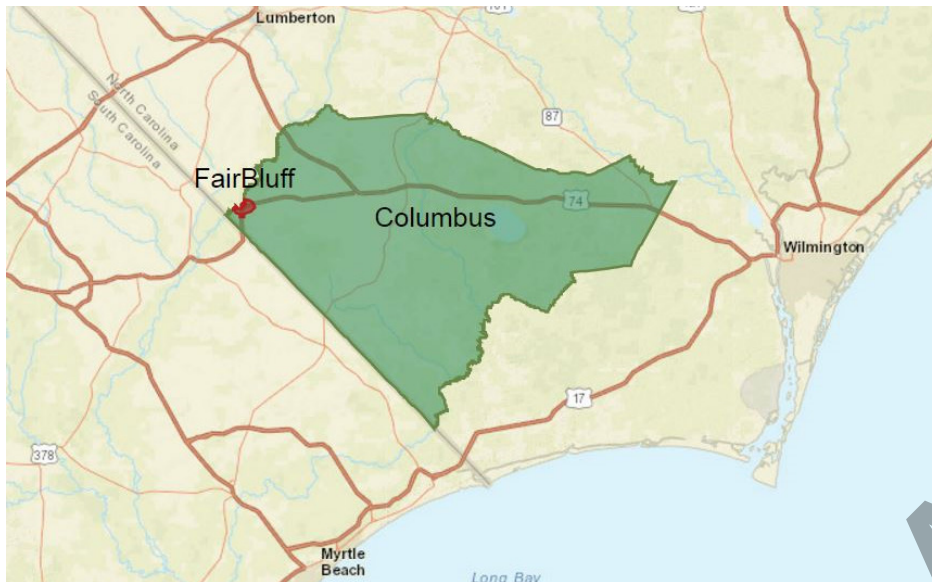 Lumberton
North Carolina
South Carolina
87
FairBluff
74
Columbus
Wilmington
17
378
Myrtle
Beach
Long Bay